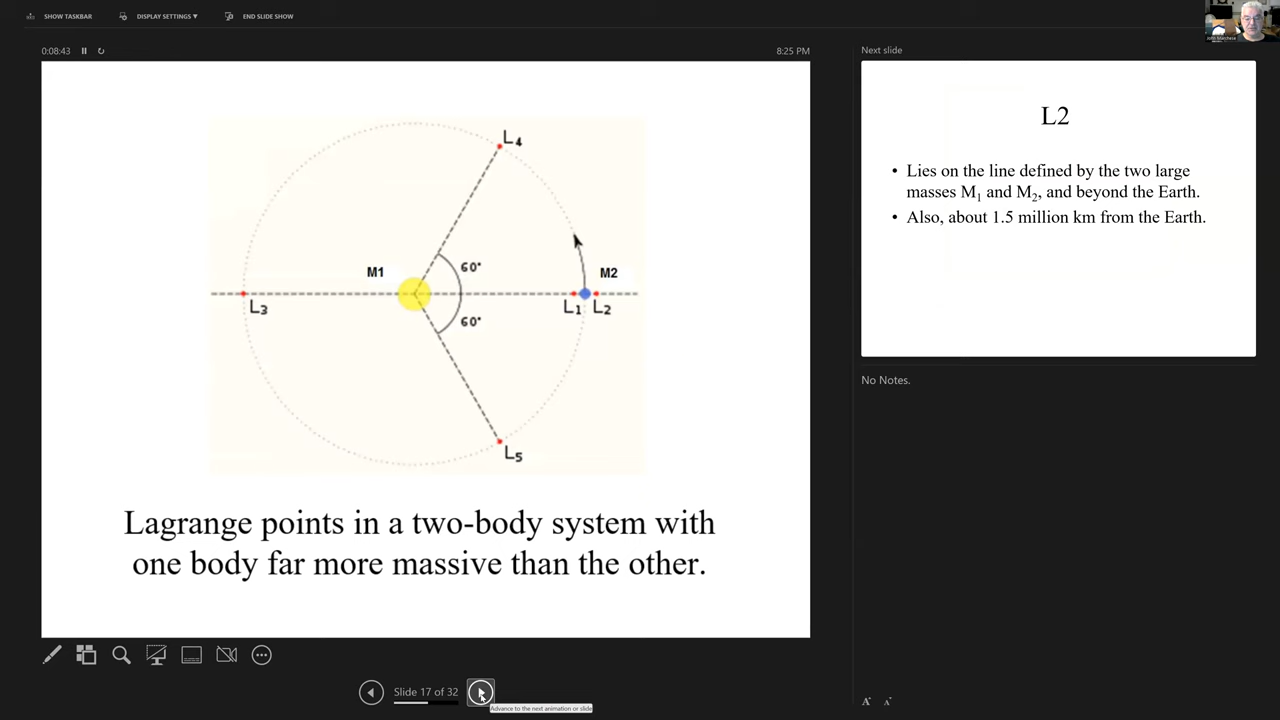 SHOW TASKBAR
DISPLAY SETTINGS ▼
END SLIDE SHOW
0:08:43
8:25 PM
L4
M1
60°
M2
L3
L1
L2
60°
L5
Lagrange points in a two-body system with
one body far more massive than the other.
Slide 17 of 32
Advance to the next animation or slide
Next slide
L2
• Lies on the line defined by the two large
masses M1 and M2, and beyond the Earth.
• Also, about 1.5 million km from the Earth.
No Notes.
A
A